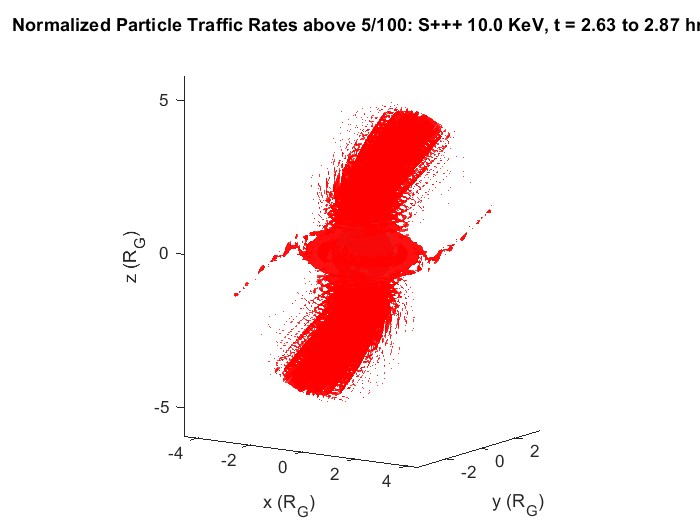 Normalized Particle Traffic Rates above 5/100: S+++ 10.0 KeV, t = 2.63 to 2.87 hr
5
0
-5
z (R_G)
-4
-2
0
2
4
x (R_G)
-2
0
2
y (R_G)